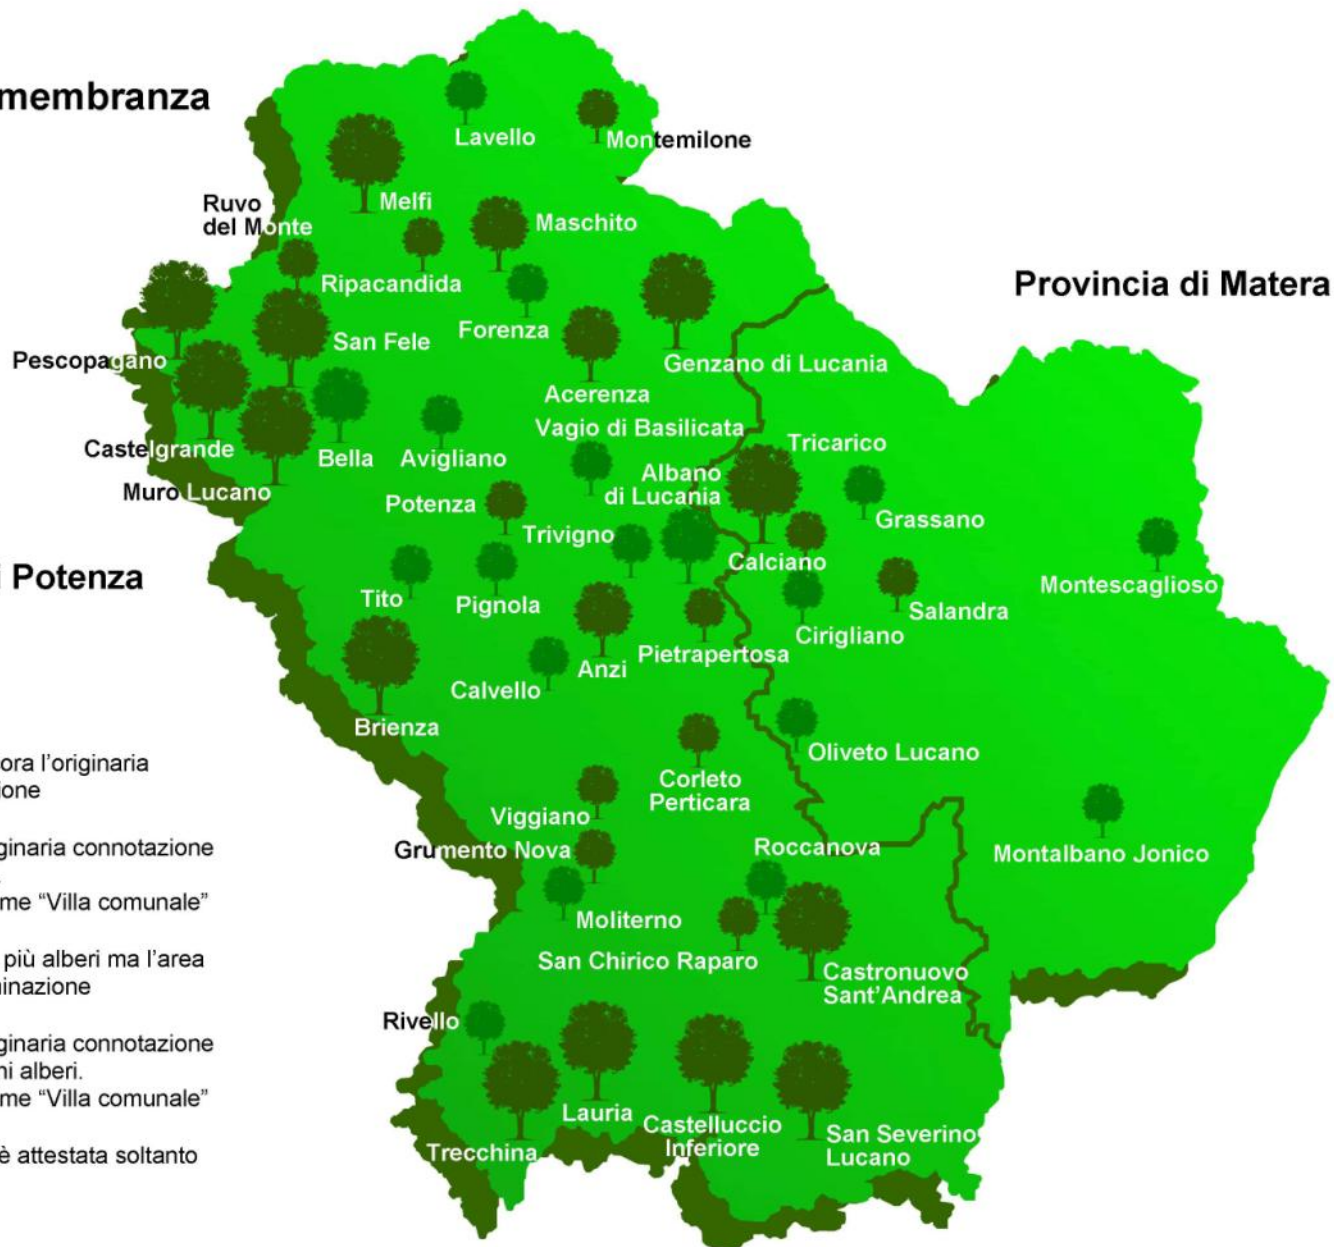 membranza
Lavello
Montemilone
Melfi
Ruvo
del Monte
Maschito
Ripacandida
Provincia di Matera
Forenza
San Fele
Pescopagano
Genzano di Lucania
Acerenza
Vagio di Basilicata
Castelgrande
Bella
Avigliano
Tricarico
Albano
di Lucania
Muro Lucano
Potenza
Grassano
Trivigno
Calciano
i Potenza
Montescaglioso
Tito
Pignola
Salandra
Cirigliano
Anzi
Pietrapertosa
Calvello
Brienza
Oliveto Lucano
ora l’originaria
ione
Corleto
Perticara
Viggiano
ginaria connotazione
Grumento Nova
Roccanova
Montalbano Jonico
me “Villa comunale”
Moliterno
più alberi ma l’area
San Chirico Raparo
Castronuovo
Sant’Andrea
inazione
Rivello
ginaria connotazione
ni alberi.
me “Villa comunale”
Lauria
Castelluccio
Inferiore
San Severino
Lucano
Trecchina
è attestata soltanto